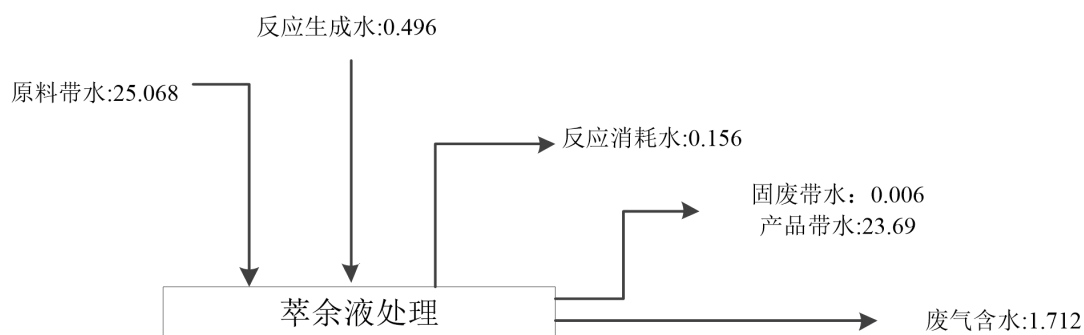 反应生成水:0.496
原料带水:25.068
反应消耗水:0.156
固废带水：0.006
产品带水:23.69
萃余液处理
废气含水:1.712